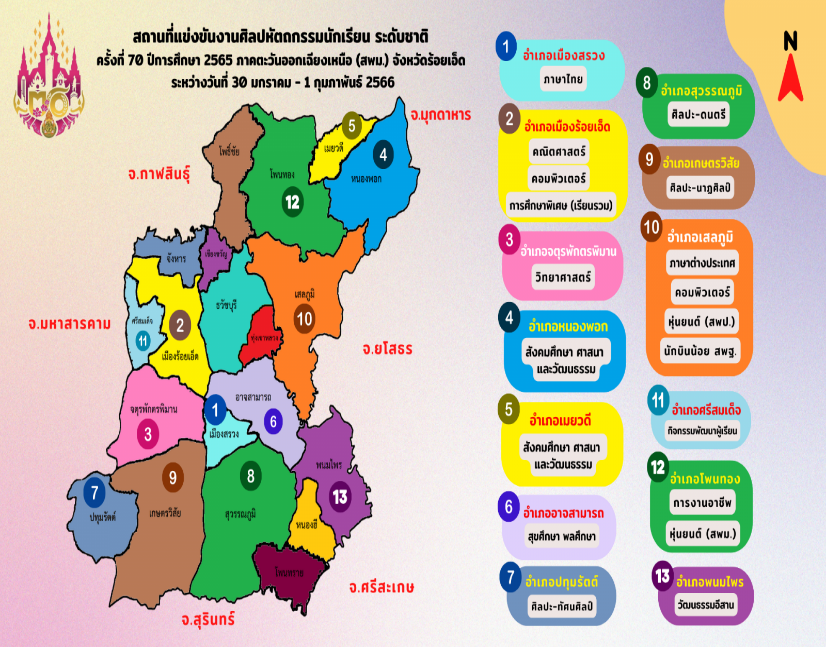 สถานที่แข่งขันงานศิลปหัตถกรรมนักเรียน ระดับชาติ
ครั้งที่ 70 ปีการศึกษา 2565 ภาคตะวันออกเฉียงเหนือ (สพม.) จังหวัดร้อยเอ็ด
ระหว่างวันที่ 30 มกราคม - 1 กุมภาพันธ์ 2566
N
จ.มุกดาหาร
จ.กาฬสินธุ์
จ.มหาสารคาม
จ.ยโสธร
จ.ศรีสะเกษ
จ.สุรินทร์
โพธิ์ชัย
โพนทอง
12
5
เมยวดี
4
หนองพอก
จังหาร
เชียงขวัญ
ธวัชบุรี
เสลภูมิ
10
ทุ่งเขาหลวง
ศรีสมเด็จ
11
2
เมืองร้อยเอ็ด
จตุรพักตรพิมาน
3
อาจสามารถ
6
1
เมืองสรวง
พนมไพร
13
7
ปทุมรัตต์
9
เกษตรวิสัย
8
สุวรรณภูมิ
หนองฮี
โพนทราย
1 อำเภอเมืองสรวง
ภาษาไทย
2 อำเภอเมืองร้อยเอ็ด
คณิตศาสตร์
คอมพิวเตอร์
การศึกษาพิเศษ (เรียนรวม)
3 อำเภอจตุรพักตรพิมาน
วิทยาศาสตร์
4 อำเภอหนองพอก
สังคมศึกษา ศาสนา
และวัฒนธรรม
5 อำเภอเมยวดี
สังคมศึกษา ศาสนา
และวัฒนธรรม
6 อำเภออาจสามารถ
สุขศึกษา พลศึกษา
7 อำเภอปทุมรัตต์
ศิลปะ-ทัศนศิลป์
8 อำเภอสุวรรณภูมิ
ศิลปะ-ดนตรี
9 อำเภอเกษตรวิสัย
ศิลปะ-นาฏศิลป์
10 อำเภอเสลภูมิ
ภาษาต่างประเทศ
คอมพิวเตอร์
หุ่นยนต์ (สพป.)
นักบินน้อย สพฐ.
11 อำเภอศรีสมเด็จ
กิจกรรมพัฒนาผู้เรียน
12 อำเภอโพนทอง
การงานอาชีพ
หุ่นยนต์ (สพม.)
13 อำเภอพนมไพร
วัฒนธรรมอีสาน